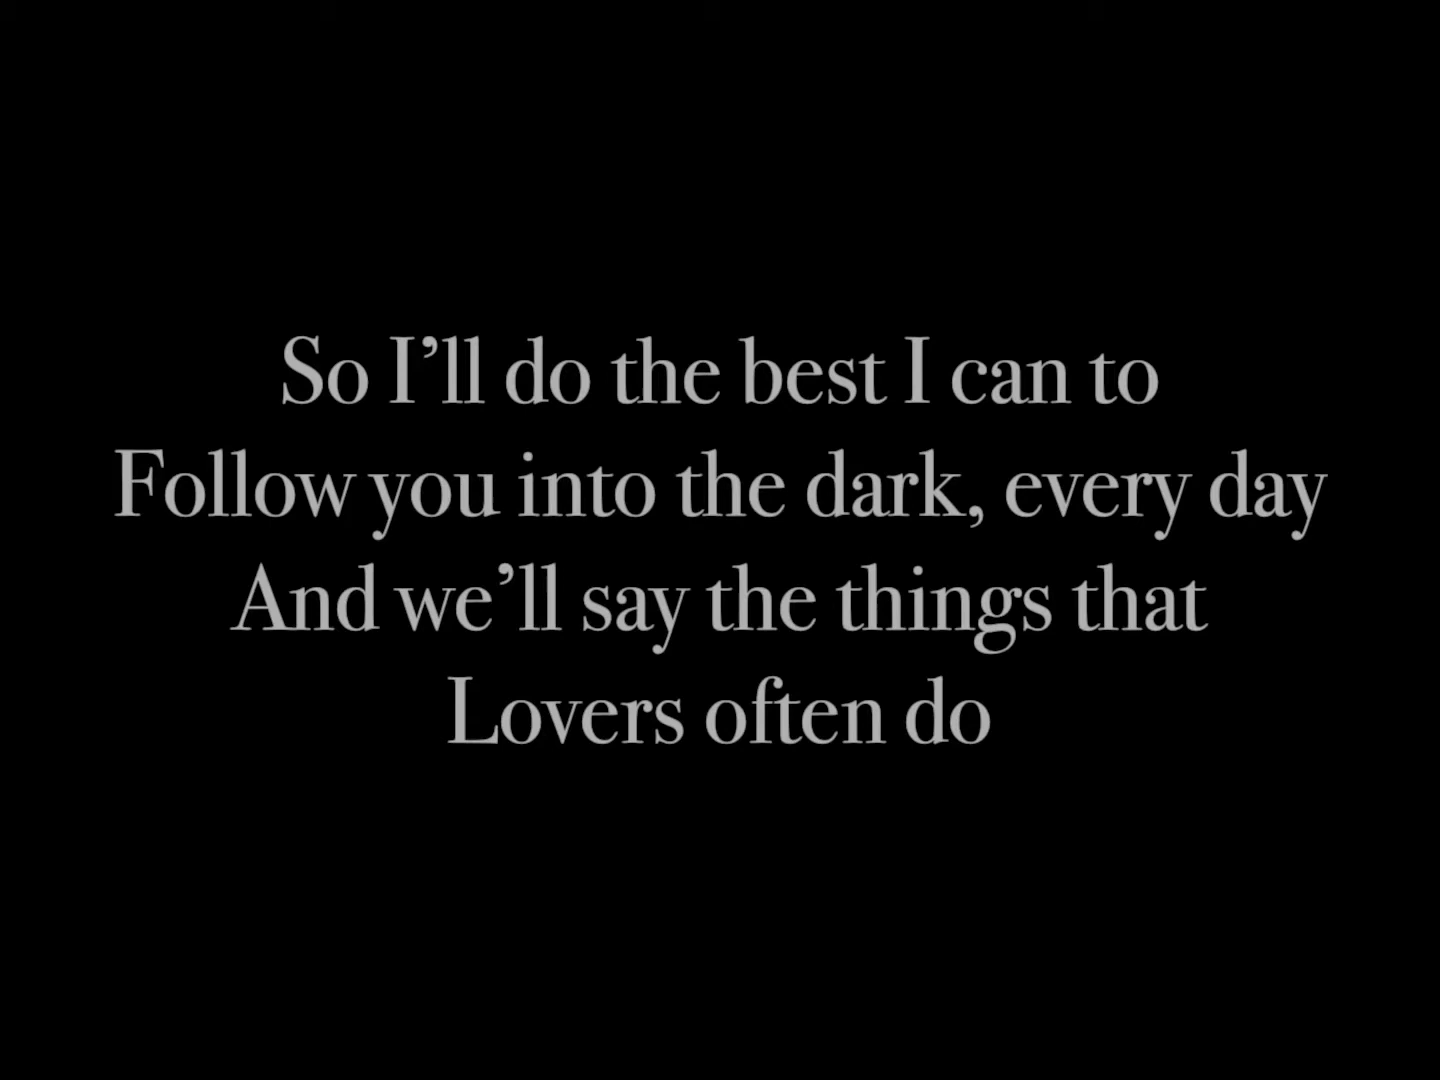 So I’ll do the best I can to
Follow you into the dark, every day
And we’ll say the things that
Lovers often do